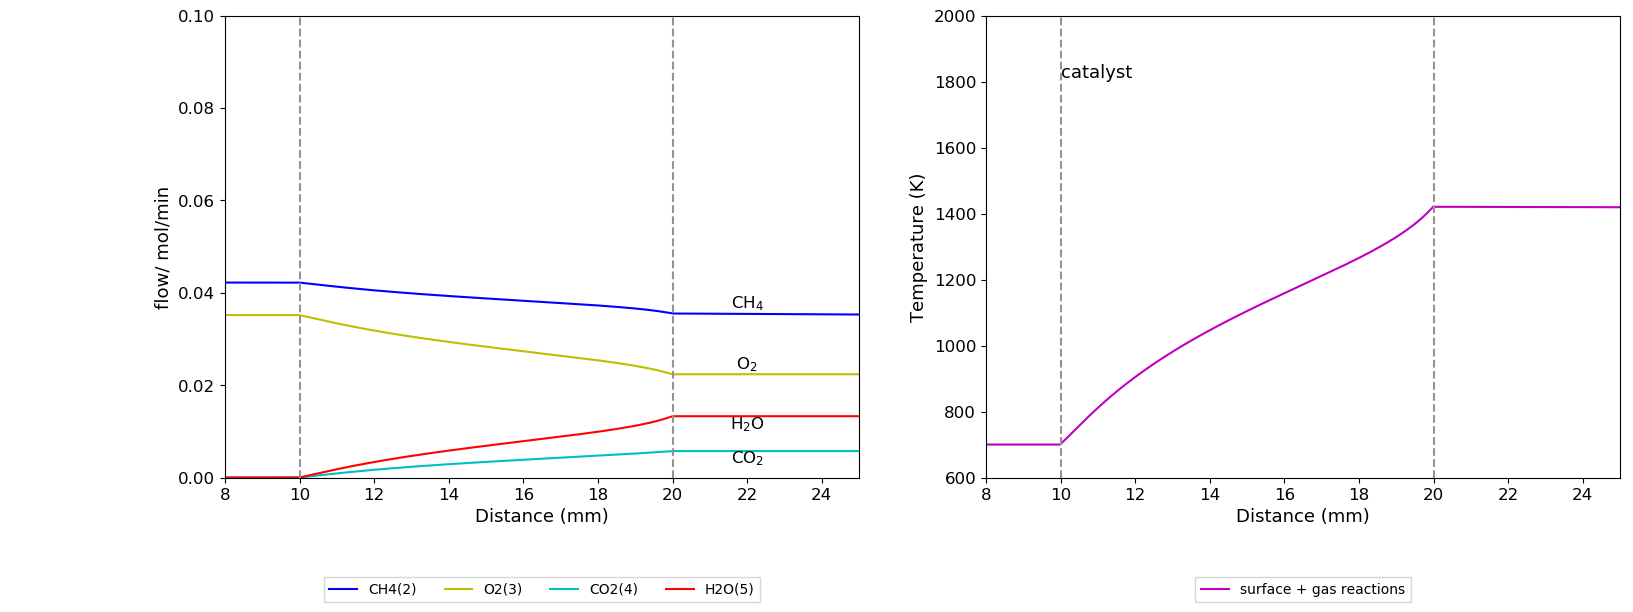 0.10
0.08
0.06
0.04
0.02
0.00
flow/ mol/min
CH₄
O₂
H₂O
CO₂
8 10 12 14 16 18 20 22 24
Distance (mm)
CH4(2) O2(3) CO2(4) H2O(5)
2000
1800
1600
1400
1200
1000
800
600
Temperature (K)
catalyst
8 10 12 14 16 18 20 22 24
Distance (mm)
surface + gas reactions